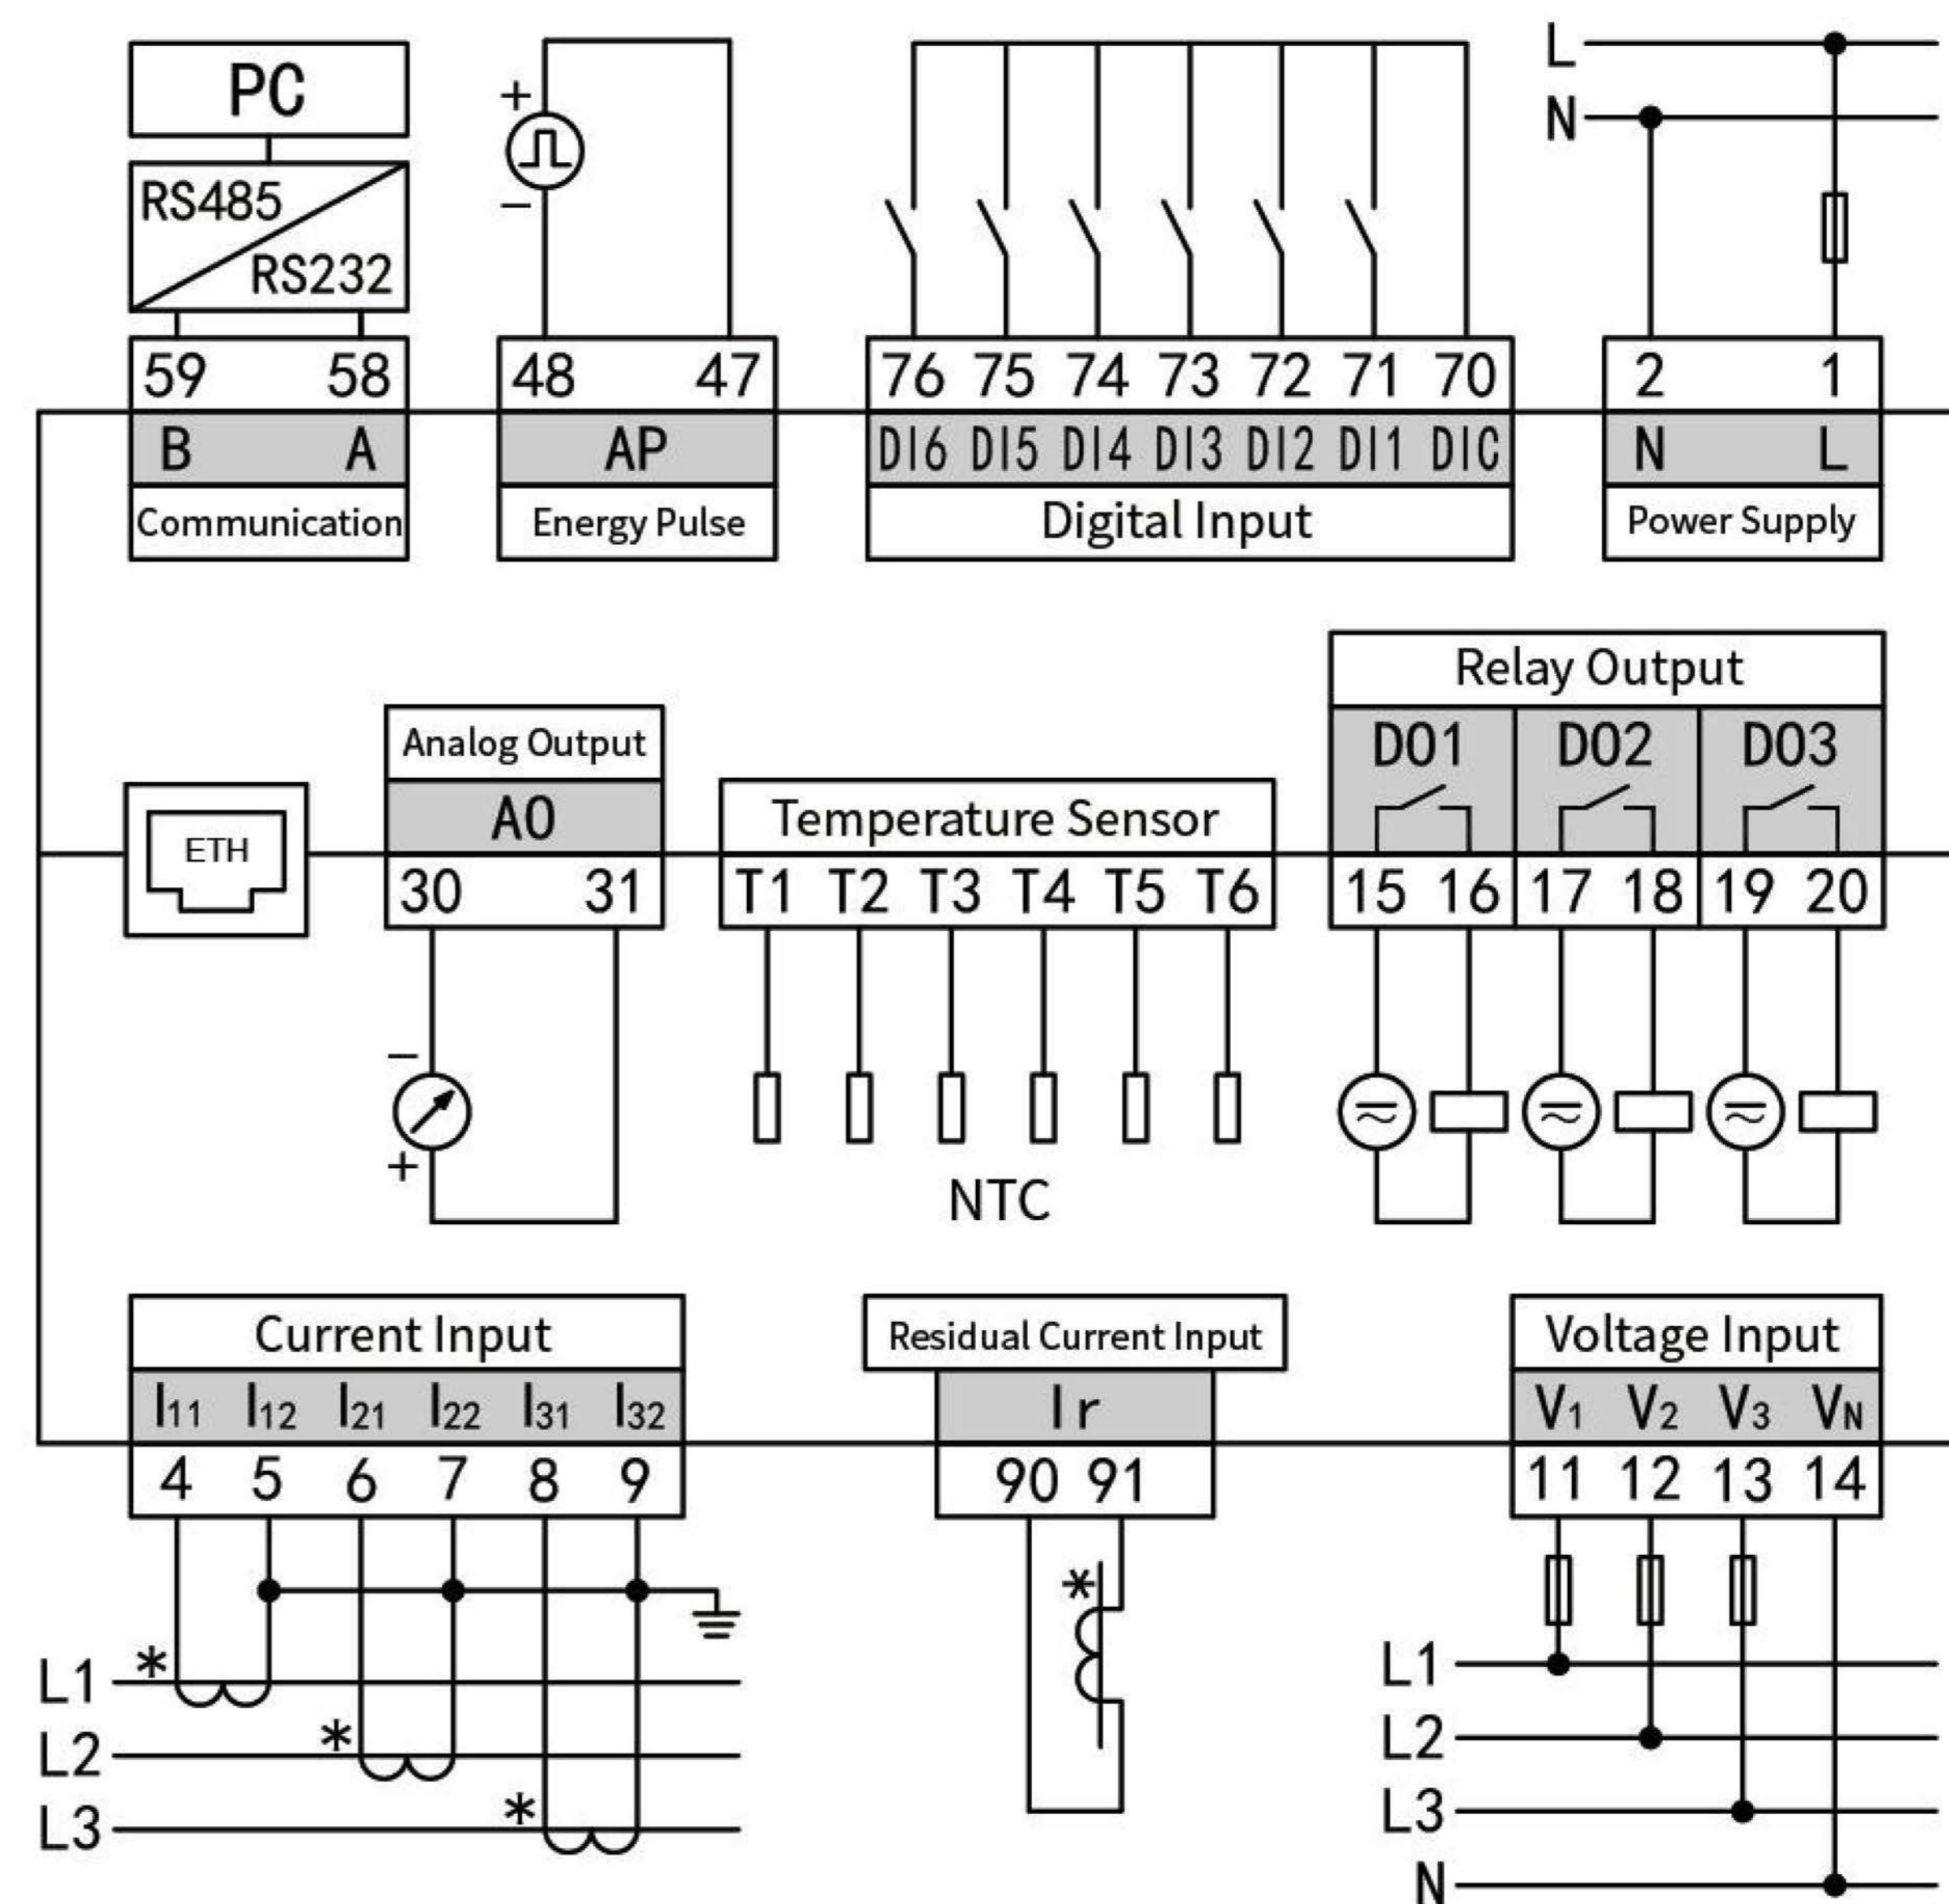 PC
RS485
RS232
59 58
B A
Communication
+
−
48 47
AP
Energy Pulse
76 75 74 73 72 71 70
DI6 DI5 DI4 DI3 DI2 DI1 DIC
Digital Input
L
N
2 1
N L
Power Supply
ETH
Analog Output
AO
30 31
−
+
Temperature Sensor
T1 T2 T3 T4 T5 T6
NTC
Relay Output
DO1 DO2 DO3
15 16 17 18 19 20
Current Input
I11 I12 I21 I22 I31 I32
4 5 6 7 8 9
* L1
* L2
* L3
Residual Current Input
Ir
90 91
*
Voltage Input
V1 V2 V3 VN
11 12 13 14
L1
L2
L3
N